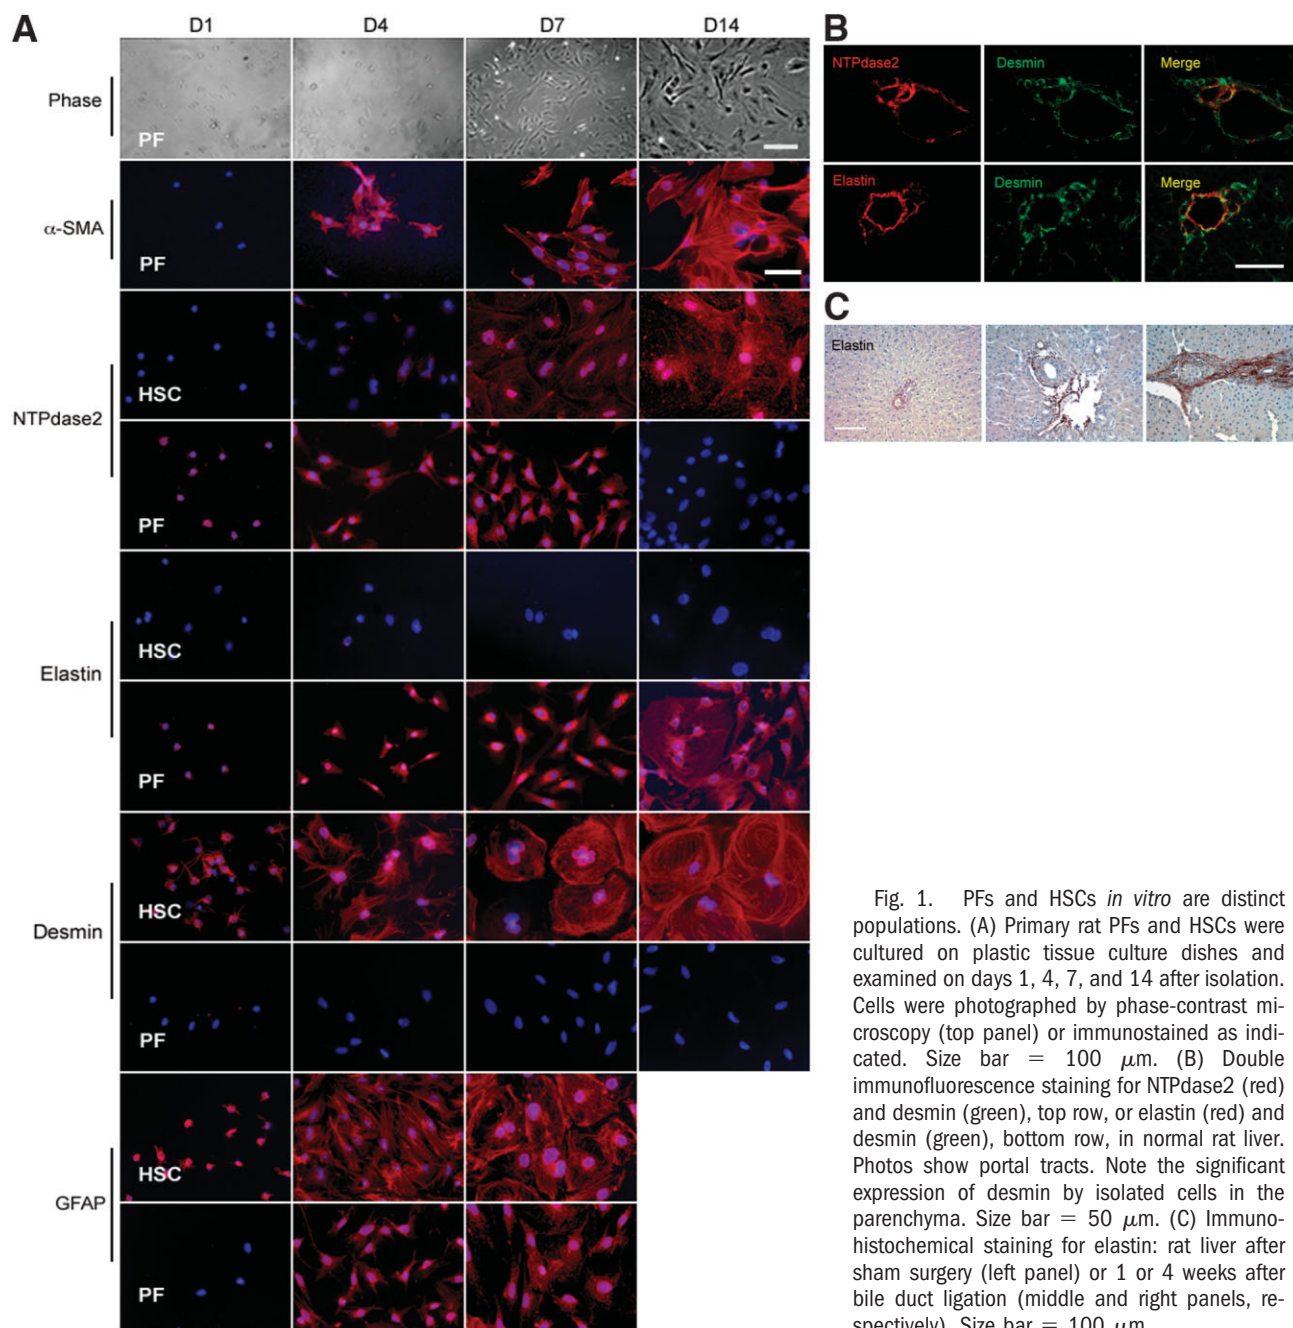 A
D1 D4 D7 D14
Phase
PF
α-SMA
PF
NTPdase2
HSC
PF
Elastin
HSC
PF
Desmin
HSC
PF
GFAP
HSC
PF
B
NTPdase2 Desmin Merge
Elastin Desmin Merge
C
Elastin
Fig. 1. PFs and HSCs in vitro are distinct
populations. (A) Primary rat PFs and HSCs were
cultured on plastic tissue culture dishes and
examined on days 1, 4, 7, and 14 after isolation.
Cells were photographed by phase-contrast mi-
croscopy (top panel) or immunostained as indi-
cated. Size bar = 100 μm. (B) Double
immunofluorescence staining for NTPdase2 (red)
and desmin (green), top row, or elastin (red) and
desmin (green), bottom row, in normal rat liver.
Photos show portal tracts. Note the significant
expression of desmin by isolated cells in the
parenchyma. Size bar = 50 μm. (C) Immuno-
histochemical staining for elastin: rat liver after
sham surgery (left panel) or 1 or 4 weeks after
bile duct ligation (middle and right panels, re-
spectively). Size bar = 100 μm.